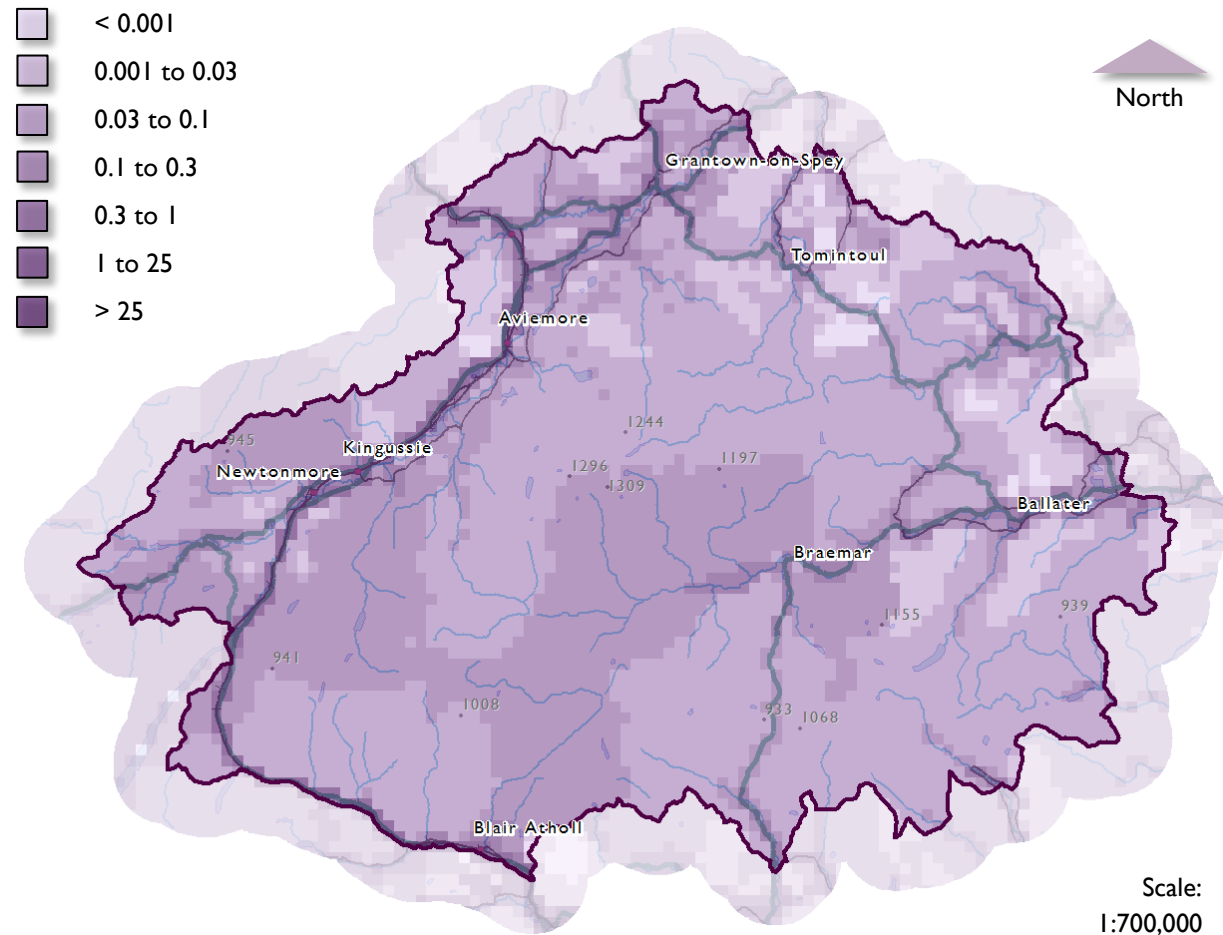 < 0.001
0.001 to 0.03
0.03 to 0.1
0.1 to 0.3
0.3 to 1
1 to 25
> 25
North
Grantown-on-Spey
Tomintoul
Aviemore
1244
945
Kingussie
1197
Newtonmore
1296
1309
Ballater
Braemar
1155
939
941
1008
933
1068
Blair Atholl
Scale:
1:700,000